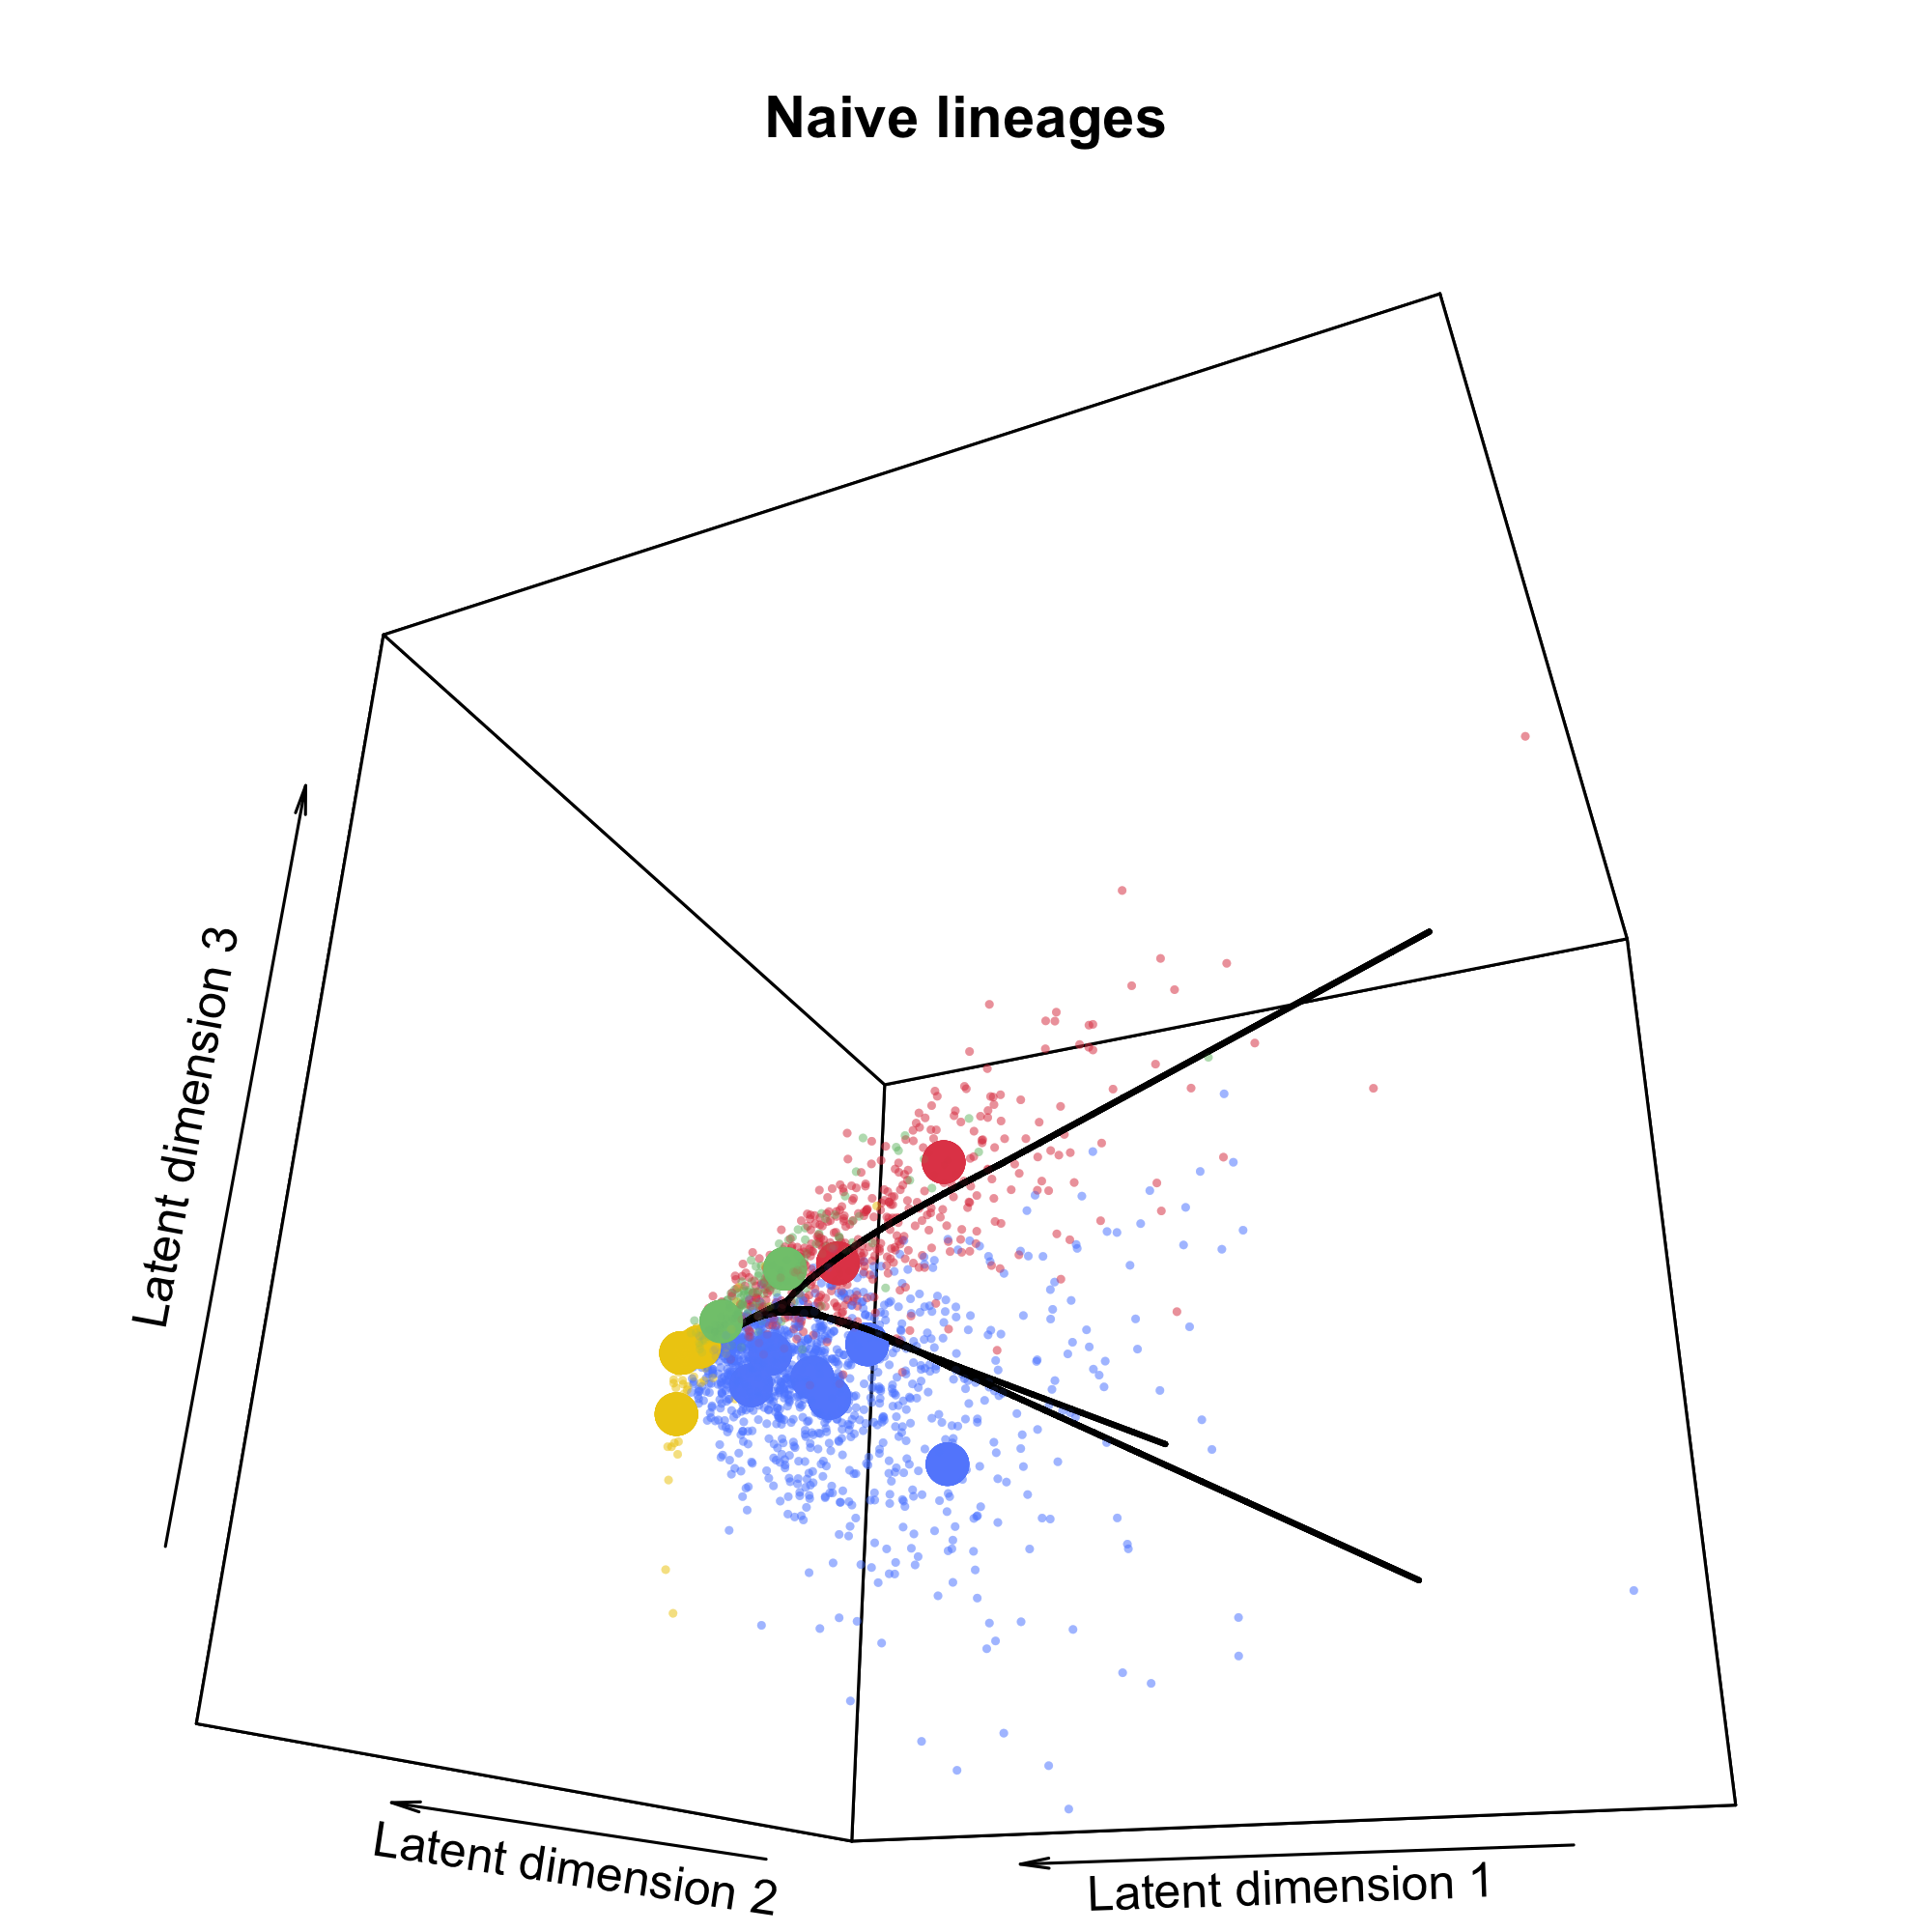 Naive lineages
Latent dimension 3
Latent dimension 2
Latent dimension 1